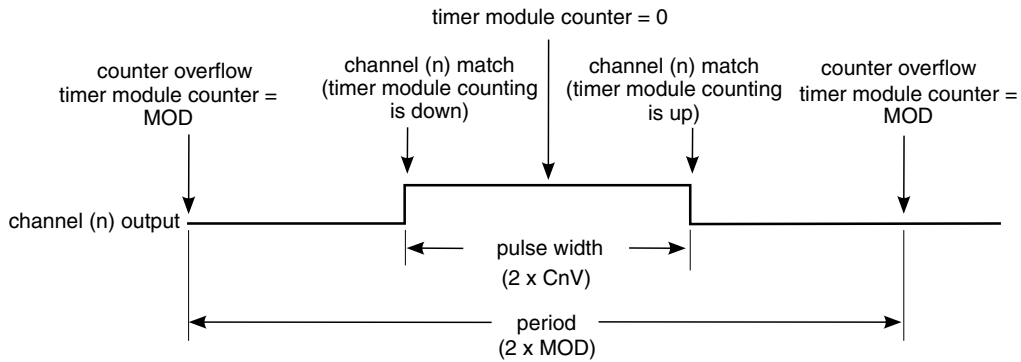 timer module counter = 0
counter overflow
timer module counter =
MOD
channel (n) match
(timer module counting
is down)
channel (n) match
(timer module counting
is up)
counter overflow
timer module counter =
MOD
channel (n) output
pulse width
(2 x CnV)
period
(2 x MOD)